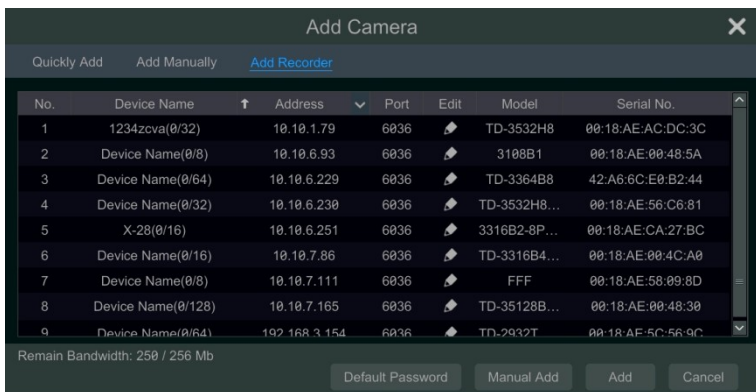 Add Camera
Quickly Add Add Manually Add Recorder
No. Device Name Address Port Edit Model Serial No.
1 1234zcva(0/32) 10.10.1.79 6036 TD-3532H8 00:18:AE:AC:DC:3C
2 Device Name(0/8) 10.10.6.93 6036 3108B1 00:18:AE:00:48:5A
3 Device Name(0/64) 10.10.6.229 6036 TD-3364B8 42:A6:6C:E0:B2:44
4 Device Name(0/32) 10.10.6.230 6036 TD-3532H8... 00:18:AE:56:C6:81
5 X-28(0/16) 10.10.6.251 6036 3316B2-8P... 00:18:AE:CA:27:BC
6 Device Name(0/16) 10.10.7.86 6036 TD-3316B4... 00:18:AE:00:4C:A0
7 Device Name(0/8) 10.10.7.111 6036 FFF 00:18:AE:58:09:8D
8 Device Name(0/128) 10.10.7.165 6036 TD-35128B... 00:18:AE:00:48:30
9 Device Name(0/64) 192.168.3.154 6036 TD-2932T 00:18:AE:5C:56:9C
Remain Bandwidth: 250 / 256 Mb
Default Password Manual Add Add Cancel